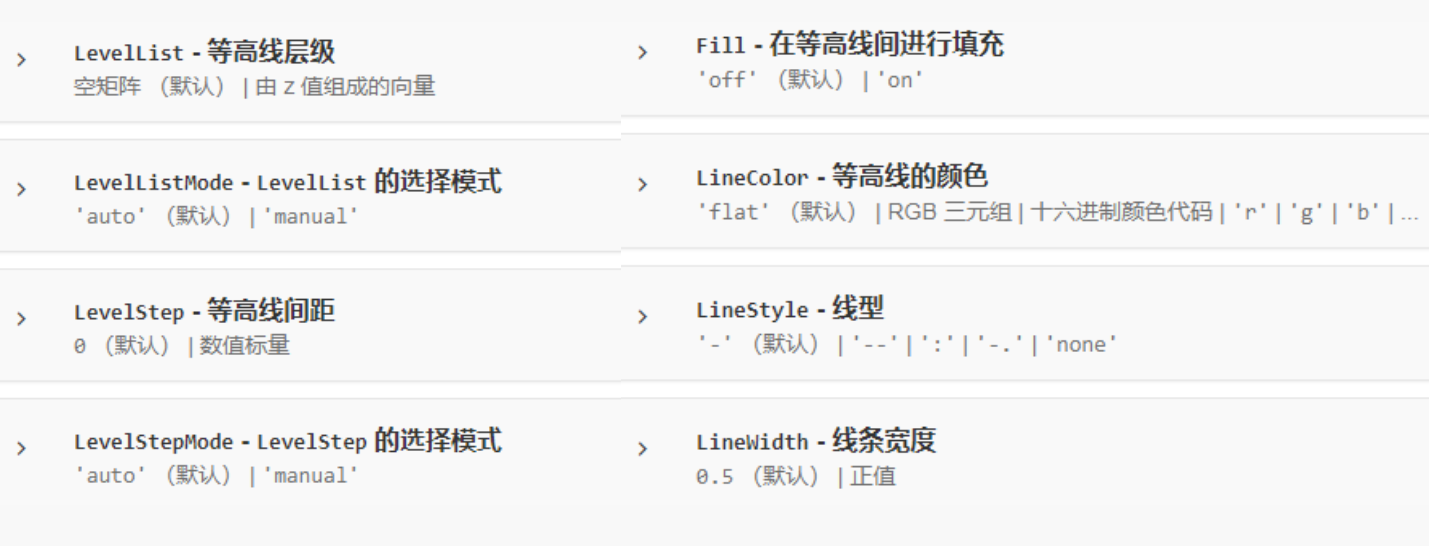 LevelList - 等高线层级
空矩阵 （默认） | 由 z 值组成的向量
LevelListMode - LevelList 的选择模式
'auto' （默认） | 'manual'
LevelStep - 等高线间距
0 （默认） | 数值标量
LevelStepMode - LevelStep 的选择模式
'auto' （默认） | 'manual'
Fill - 在等高线间进行填充
'off' （默认） | 'on'
LineColor - 等高线的颜色
'flat' （默认） | RGB 三元组 | 十六进制颜色代码 | 'r' | 'g' | 'b' | ...
LineStyle - 线型
'-' （默认） | '--' | ':' | '-.' | 'none'
LineWidth - 线条宽度
0.5 （默认） | 正值